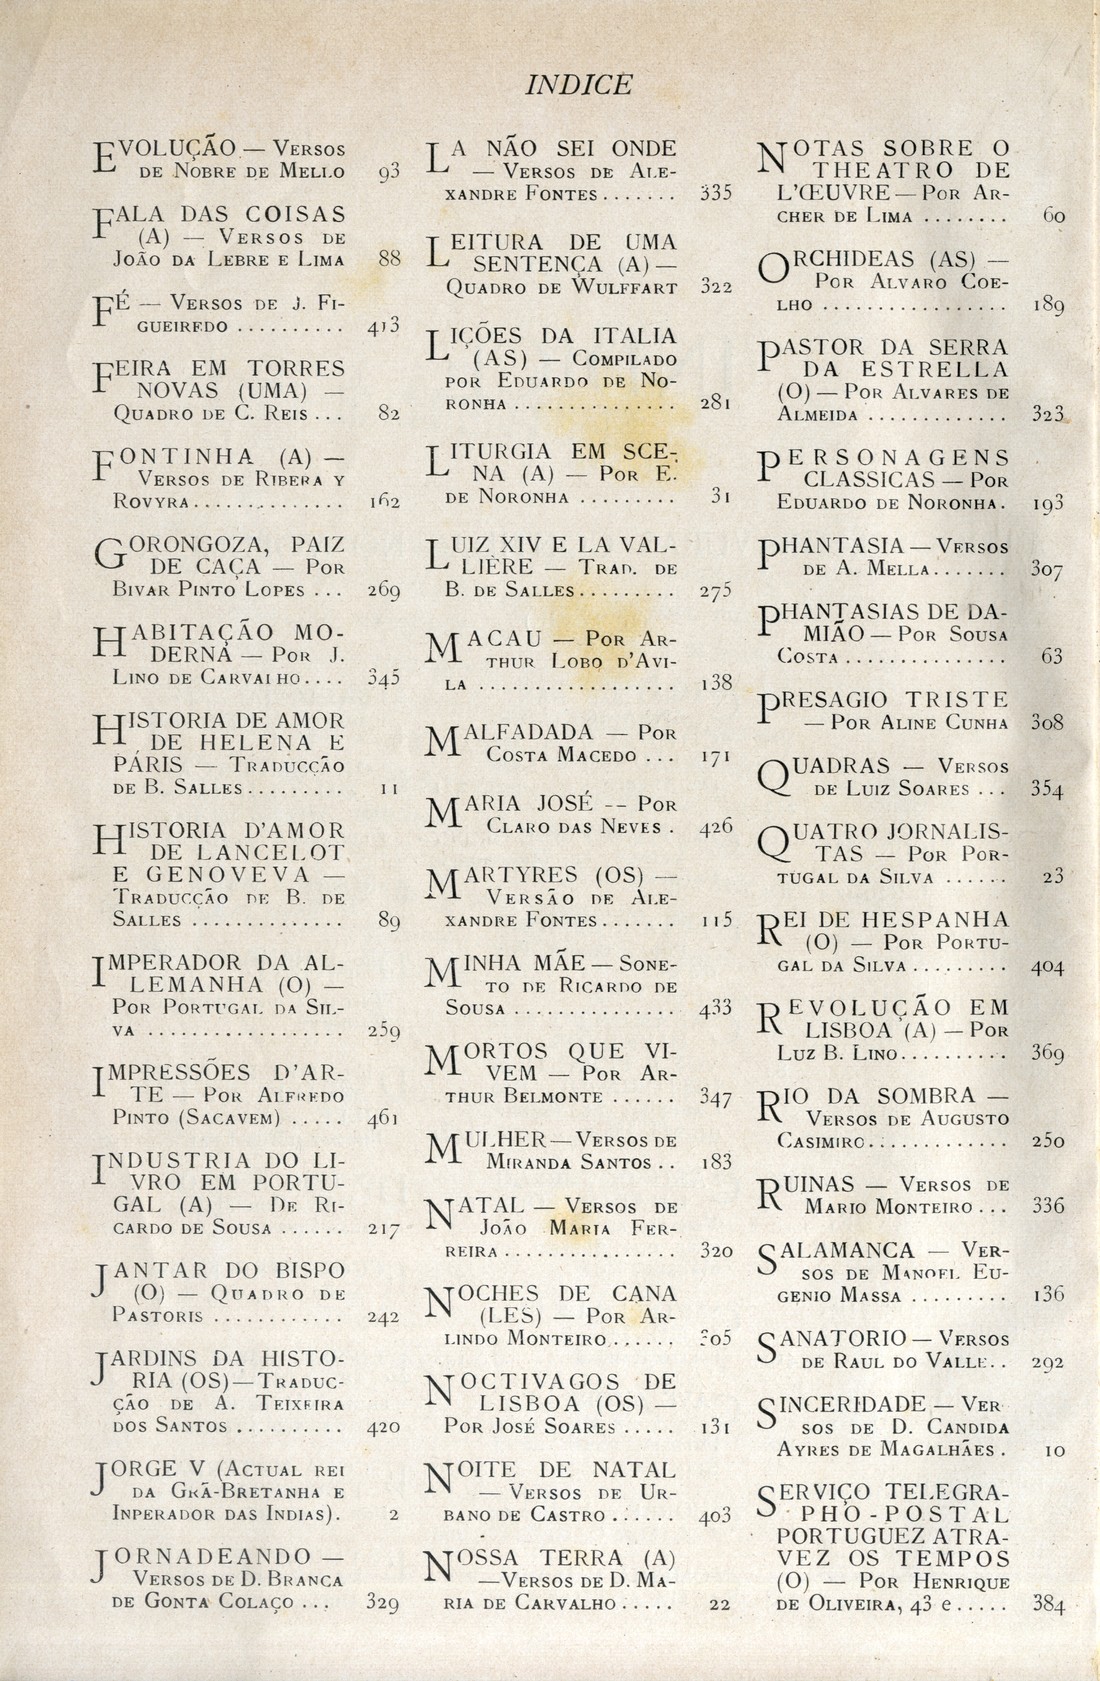 INDICE
EVOLUÇÃO — VERSOS
DE NOBRE DE MELLO 93
FALA DAS COISAS
(A) — VERSOS DE
JOÃO DA LEBRE E LIMA 88
FÉ — VERSOS DE J. FI-
GUEIREDO .......... 413
FEIRA EM TORRES
NOVAS (UMA) —
QUADRO DE C. REIS ... 82
FONTINHA (A) —
VERSOS DE RIBERA Y
ROVYRA.............. 162
GORONGOZA, PAIZ
DE CAÇA — POR
BIVAR PINTO LOPES ... 269
HABITAÇÃO MO-
DERNA — POR J.
LINO DE CARVALHO.... 345
HISTORIA DE AMOR
DE HELENA E
PÁRIS — TRADUCÇÃO
DE B. SALLES......... 11
HISTORIA D'AMOR
DE LANCELOT
E GENOVEVA —
TRADUCÇÃO DE B. DE
SALLES .............. 89
IMPERADOR DA AL-
LEMANHA (O) —
POR PORTUGAL DA SIL-
VA .................. 259
IMPRESSÕES D'AR-
TE — POR ALFREDO
PINTO (SACAVEM) ..... 461
INDUSTRIA DO LI-
VRO EM PORTU-
GAL (A) — DE RI-
CARDO DE SOUSA ...... 217
JANTAR DO BISPO
(O) — QUADRO DE
PASTORIS ............ 242
JARDINS DA HISTO-
RIA (OS)—TRADUC-
ÇÃO DE A. TEIXEIRA
DOS SANTOS .......... 420
JORGE V (ACTUAL REI
DA GRÃ-BRETANHA E
INPERADOR DAS INDIAS). 2
JORNADEANDO —
VERSOS DE D. BRANCA
DE GONTA COLAÇO ... 329
LA NÃO SEI ONDE
— VERSOS DE ALE-
XANDRE FONTES....... 335
LEITURA DE UMA
SENTENÇA (A) —
QUADRO DE WULFFART 322
LIÇÕES DA ITALIA
(AS) — COMPILADO
POR EDUARDO DE NO-
RONHA ............... 281
LITURGIA EM SCE-
NA (A) — POR E.
DE NORONHA ......... 31
LUIZ XIV E LA VAL-
LIÈRE — TRAD. DE
B. DE SALLES......... 275
MACAU — POR AR-
THUR LOBO D'AVI-
LA .................. 138
MALFADADA — POR
COSTA MACEDO ... 171
MARIA JOSÉ -- POR
CLARO DAS NEVES . 426
MARTYRES (OS) —
VERSÃO DE ALE-
XANDRE FONTES....... 115
MINHA MÃE — SONE-
TO DE RICARDO DE
SOUSA ............... 433
MORTOS QUE VI-
VEM — POR AR-
THUR BELMONTE ...... 347
MULHER—VERSOS DE
MIRANDA SANTOS .. 183
NATAL — VERSOS DE
JOÃO MARIA FER-
REIRA ................ 320
NOCHES DE CANA
(LES) — POR AR-
LINDO MONTEIRO....... 305
NOCTIVAGOS DE
LISBOA (OS) —
POR JOSÉ SOARES ..... 131
NOITE DE NATAL
— VERSOS DE UR-
BANO DE CASTRO ...... 403
NOSSA TERRA (A)
—VERSOS DE D. MA-
RIA DE CARVALHO ..... 22
NOTAS SOBRE O
THEATRO DE
L'ŒUVRE — POR AR-
CHER DE LIMA ........ 60
ORCHIDEAS (AS) —
POR ALVARO COE-
LHO ................. 189
PASTOR DA SERRA
DA ESTRELLA
(O) — POR ALVARES DE
ALMEIDA ............. 323
PERSONAGENS
CLASSICAS — POR
EDUARDO DE NORONHA. 193
PHANTASIA — VERSOS
DE A. MELLA....... 307
PHANTASIAS DE DA-
MIÃO — POR SOUSA
COSTA ............... 63
PRESAGIO TRISTE
— POR ALINE CUNHA 308
QUADRAS — VERSOS
DE LUIZ SOARES ... 354
QUATRO JORNALIS-
TAS — POR POR-
TUGAL DA SILVA ...... 23
REI DE HESPANHA
(O) — POR PORTU-
GAL DA SILVA ......... 404
REVOLUÇÃO EM
LISBOA (A) — POR
LUZ B. LINO.......... 369
RIO DA SOMBRA —
VERSOS DE AUGUSTO
CASIMIRO............. 250
RUINAS — VERSOS DE
MARIO MONTEIRO ... 336
SALAMANCA — VER-
SOS DE MANOEL EU-
GENIO MASSA ......... 136
SANATORIO — VERSOS
DE RAUL DO VALLE.. 292
SINCERIDADE — VER
SOS DE D. CANDIDA
AYRES DE MAGALHÃES . 10
SERVIÇO TELEGRA-
PHO-POSTAL
PORTUGUEZ ATRA-
VEZ OS TEMPOS
(O) — POR HENRIQUE
DE OLIVEIRA, 43 e..... 384